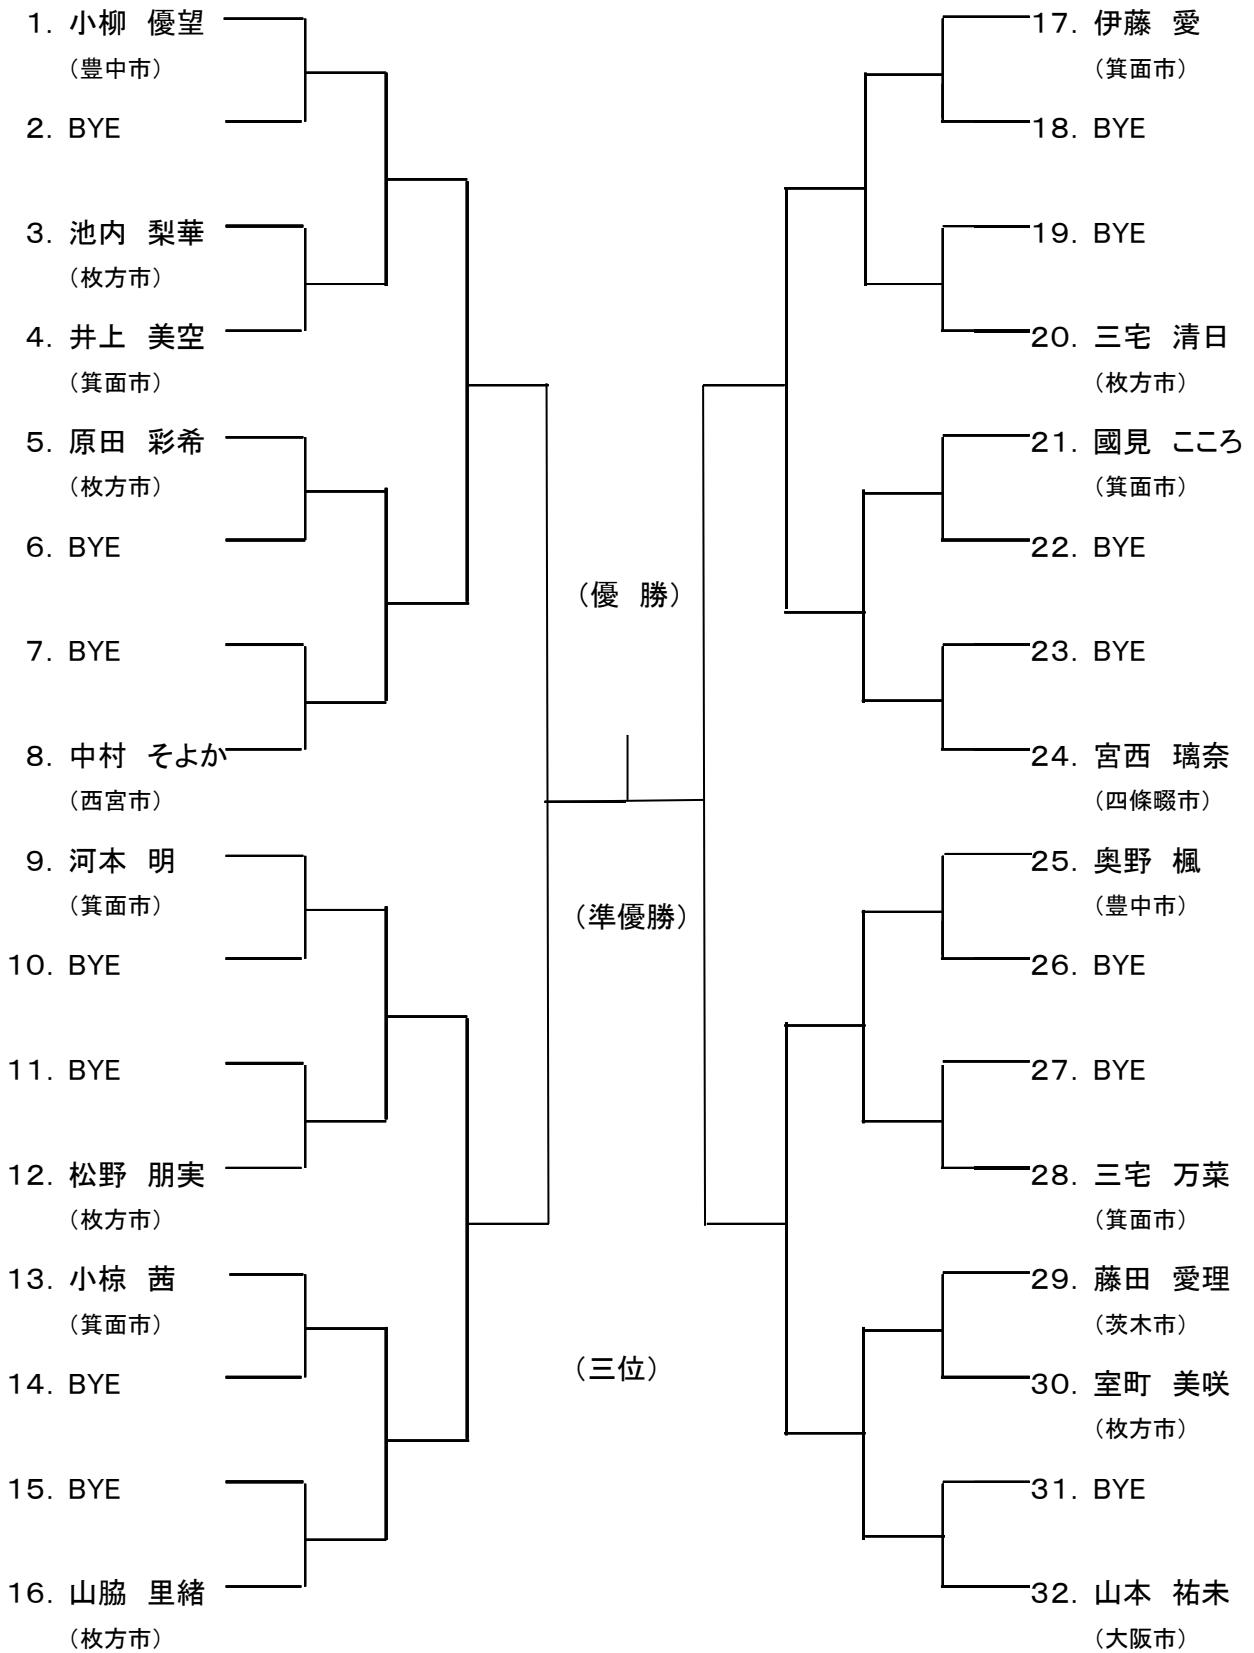 1. 小柳 優望
（豊中市）
2. BYE
3. 池内 梨華
（枚方市）
4. 井上 美空
（箕面市）
5. 原田 彩希
（枚方市）
6. BYE
7. BYE
8. 中村 そよか
（西宮市）
9. 河本 明
（箕面市）
10. BYE
11. BYE
12. 松野 朋実
（枚方市）
13. 小椋 茜
（箕面市）
14. BYE
15. BYE
16. 山脇 里緒
（枚方市）
（優 勝）
（準優勝）
（三位）
17. 伊藤 愛
（箕面市）
18. BYE
19. BYE
20. 三宅 清日
（枚方市）
21. 國見 こころ
（箕面市）
22. BYE
23. BYE
24. 宮西 璃奈
（四條畷市）
25. 奥野 楓
（豊中市）
26. BYE
27. BYE
28. 三宅 万菜
（箕面市）
29. 藤田 愛理
（茨木市）
30. 室町 美咲
（枚方市）
31. BYE
32. 山本 祐未
（大阪市）